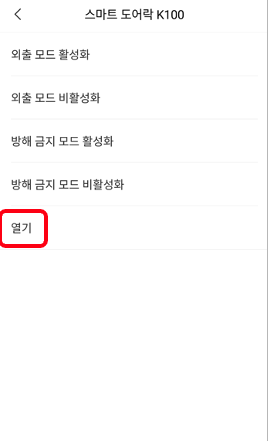 스마트 도어락 K100
외출 모드 활성화
외출 모드 비활성화
방해 금지 모드 활성화
방해 금지 모드 비활성화
열기